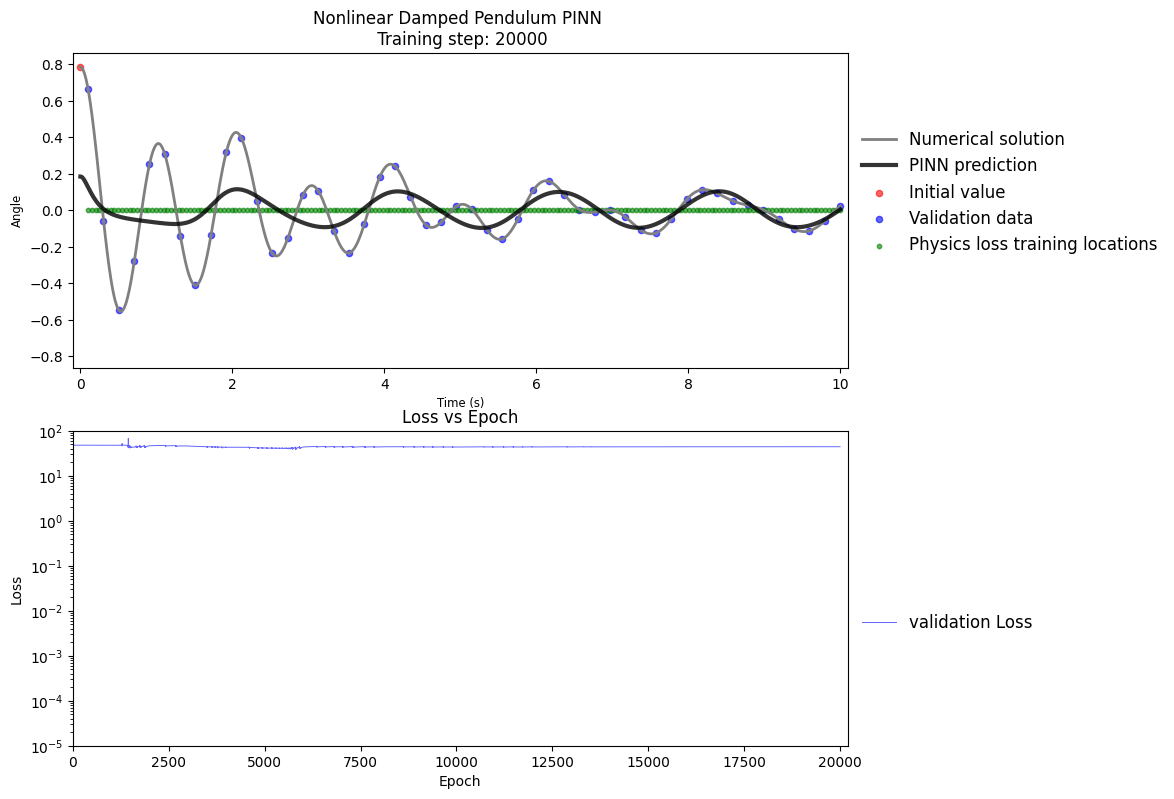 Nonlinear Damped Pendulum PINN
Training step: 20000
0.8
0.6
0.4
0.2
0.0
−0.2
−0.4
−0.6
−0.8
Angle
0 2 4 6 8 10
Time (s)
Numerical solution
PINN prediction
Initial value
Validation data
Physics loss training locations
Loss vs Epoch
10²
10¹
10⁰
10⁻¹
10⁻²
10⁻³
10⁻⁴
10⁻⁵
Loss
0 2500 5000 7500 10000 12500 15000 17500 20000
Epoch
validation Loss